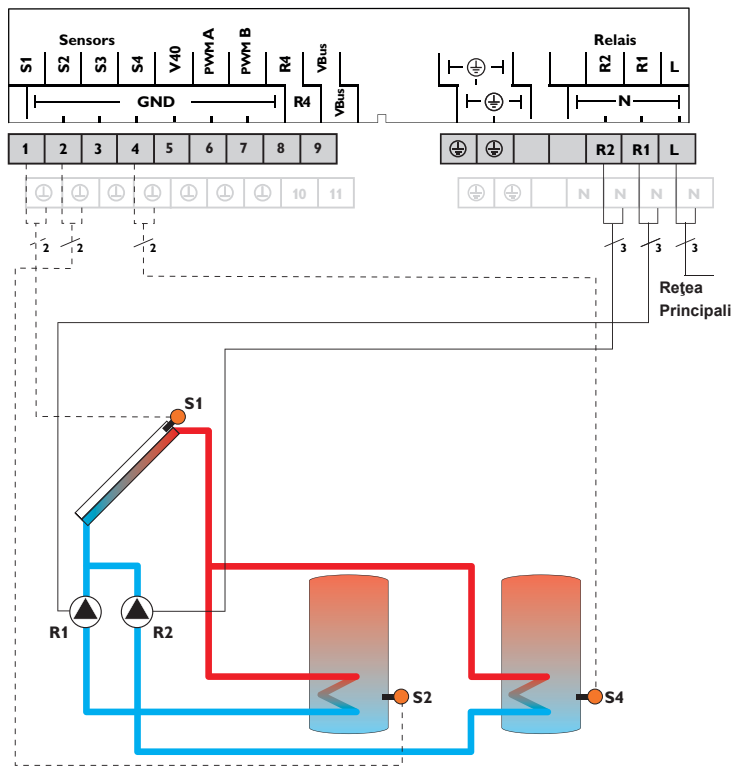 Sensors
Relais
S1 S2 S3 S4 V40 PWM A PWM B R4 VBus
R2 R1 L
GND R4 VBus
N
1 2 3 4 5 6 7 8 9
R2 R1 L
10 11
N N N
2 2 2
3 3 3
Reţea
Principali
S1
R1 R2
S2 S4